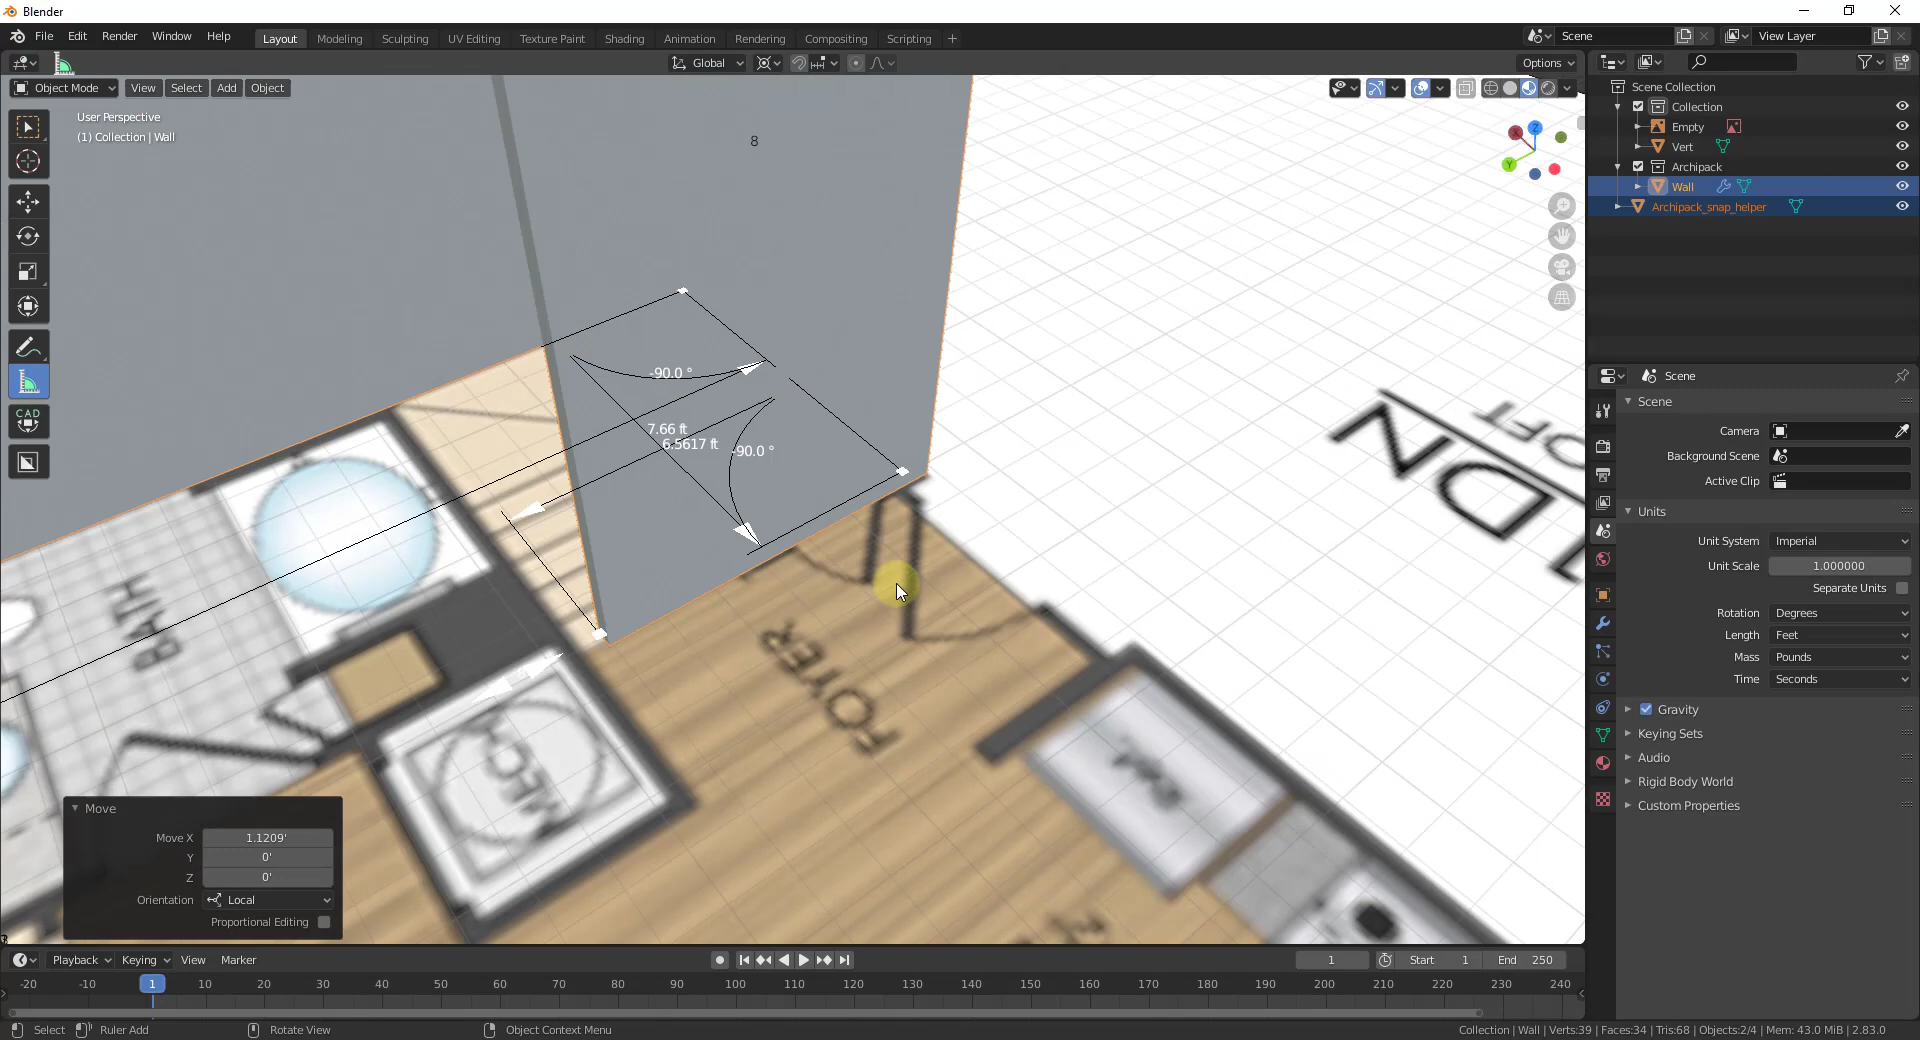 Blender
File Edit Render Window Help
Layout Modeling Sculpting UV Editing Texture Paint Shading Animation Rendering Compositing Scripting +
Scene
View Layer
Global
Options
Object Mode View Select Add Object
User Perspective
(1) Collection | Wall
8
Z
X
Y
CAD
-90.0 °
7.66 ft
6.5617 ft
-90.0 °
BATH
FOYER
Scene Collection
Collection
Empty
Vert
Archipack
Wall
Archipack_snap_helper
Scene
Scene
Camera
Background Scene
Active Clip
Units
Unit System Imperial
Unit Scale 1.000000
Separate Units
Rotation Degrees
Length Feet
Mass Pounds
Time Seconds
Gravity
Keying Sets
Audio
Rigid Body World
Custom Properties
Move
Move X 1.1209'
Y 0'
Z 0'
Orientation Local
Proportional Editing
Playback Keying View Marker
1 Start 1 End 250
-20 -10 1 10 20 30 40 50 60 70 80 90 100 110 120 130 140 150 160 170 180 190 200 210 220 230 240
Select Ruler Add Rotate View Object Context Menu
Collection | Wall | Verts:39 | Faces:34 | Tris:68 | Objects:2/4 | Mem: 43.0 MiB | 2.83.0